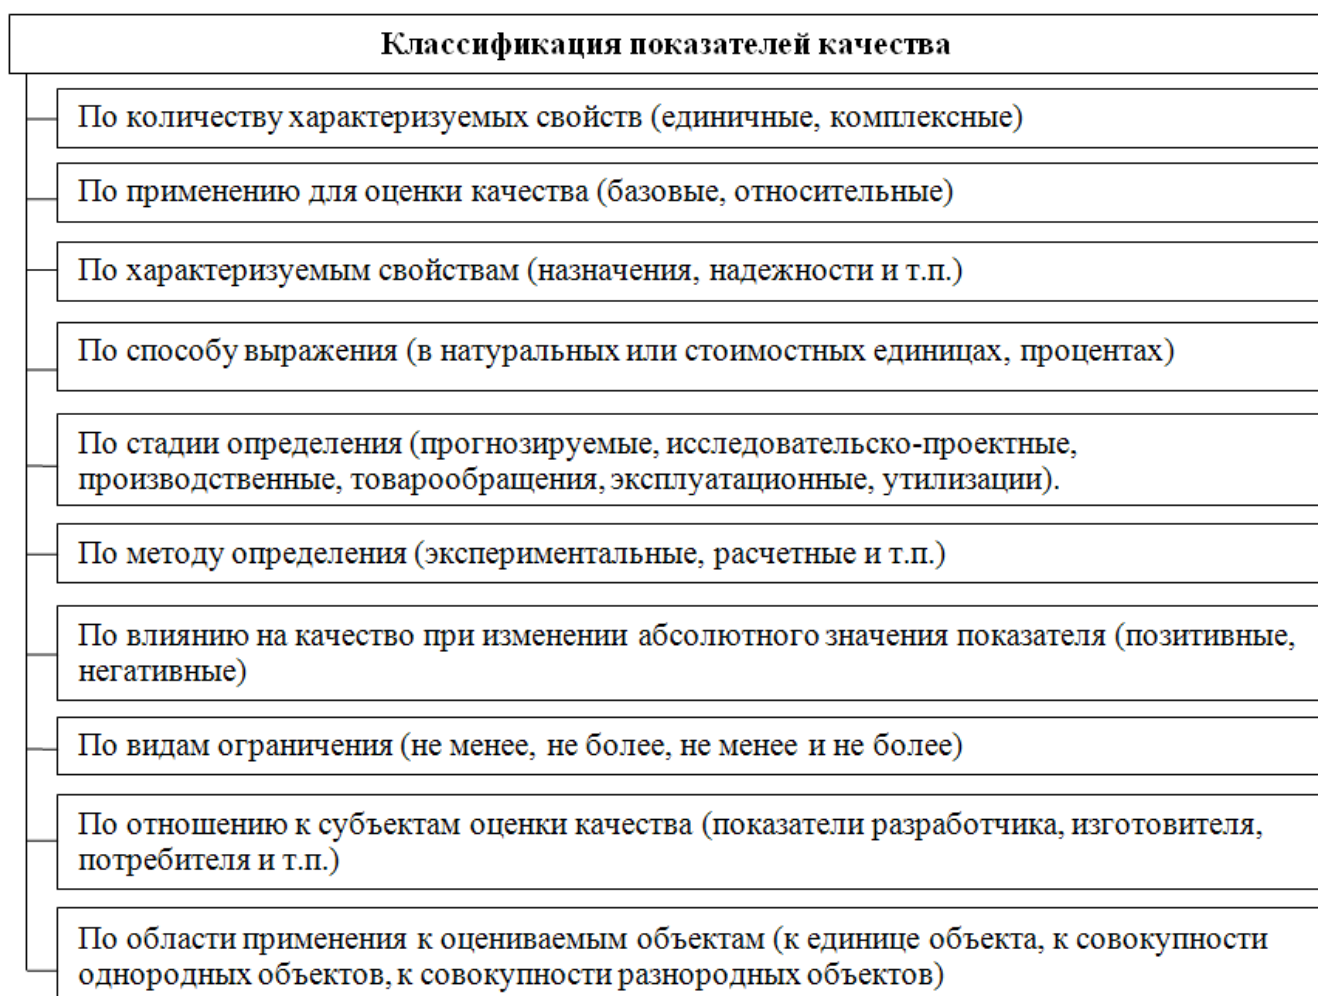 Классификация показателей качества
По количеству характеризуемых свойств (единичные, комплексные)
По применению для оценки качества (базовые, относительные)
По характеризуемым свойствам (назначения, надежности и т.п.)
По способу выражения (в натуральных или стоимостных единицах, процентах)
По стадии определения (прогнозируемые, исследовательско-проектные,
производственные, товарообращения, эксплуатационные, утилизации).
По методу определения (экспериментальные, расчетные и т.п.)
По влиянию на качество при изменении абсолютного значения показателя (позитивные,
негативные)
По видам ограничения (не менее, не более, не менее и не более)
По отношению к субъектам оценки качества (показатели разработчика, изготовителя,
потребителя и т.п.)
По области применения к оцениваемым объектам (к единице объекта, к совокупности
однородных объектов, к совокупности разнородных объектов)